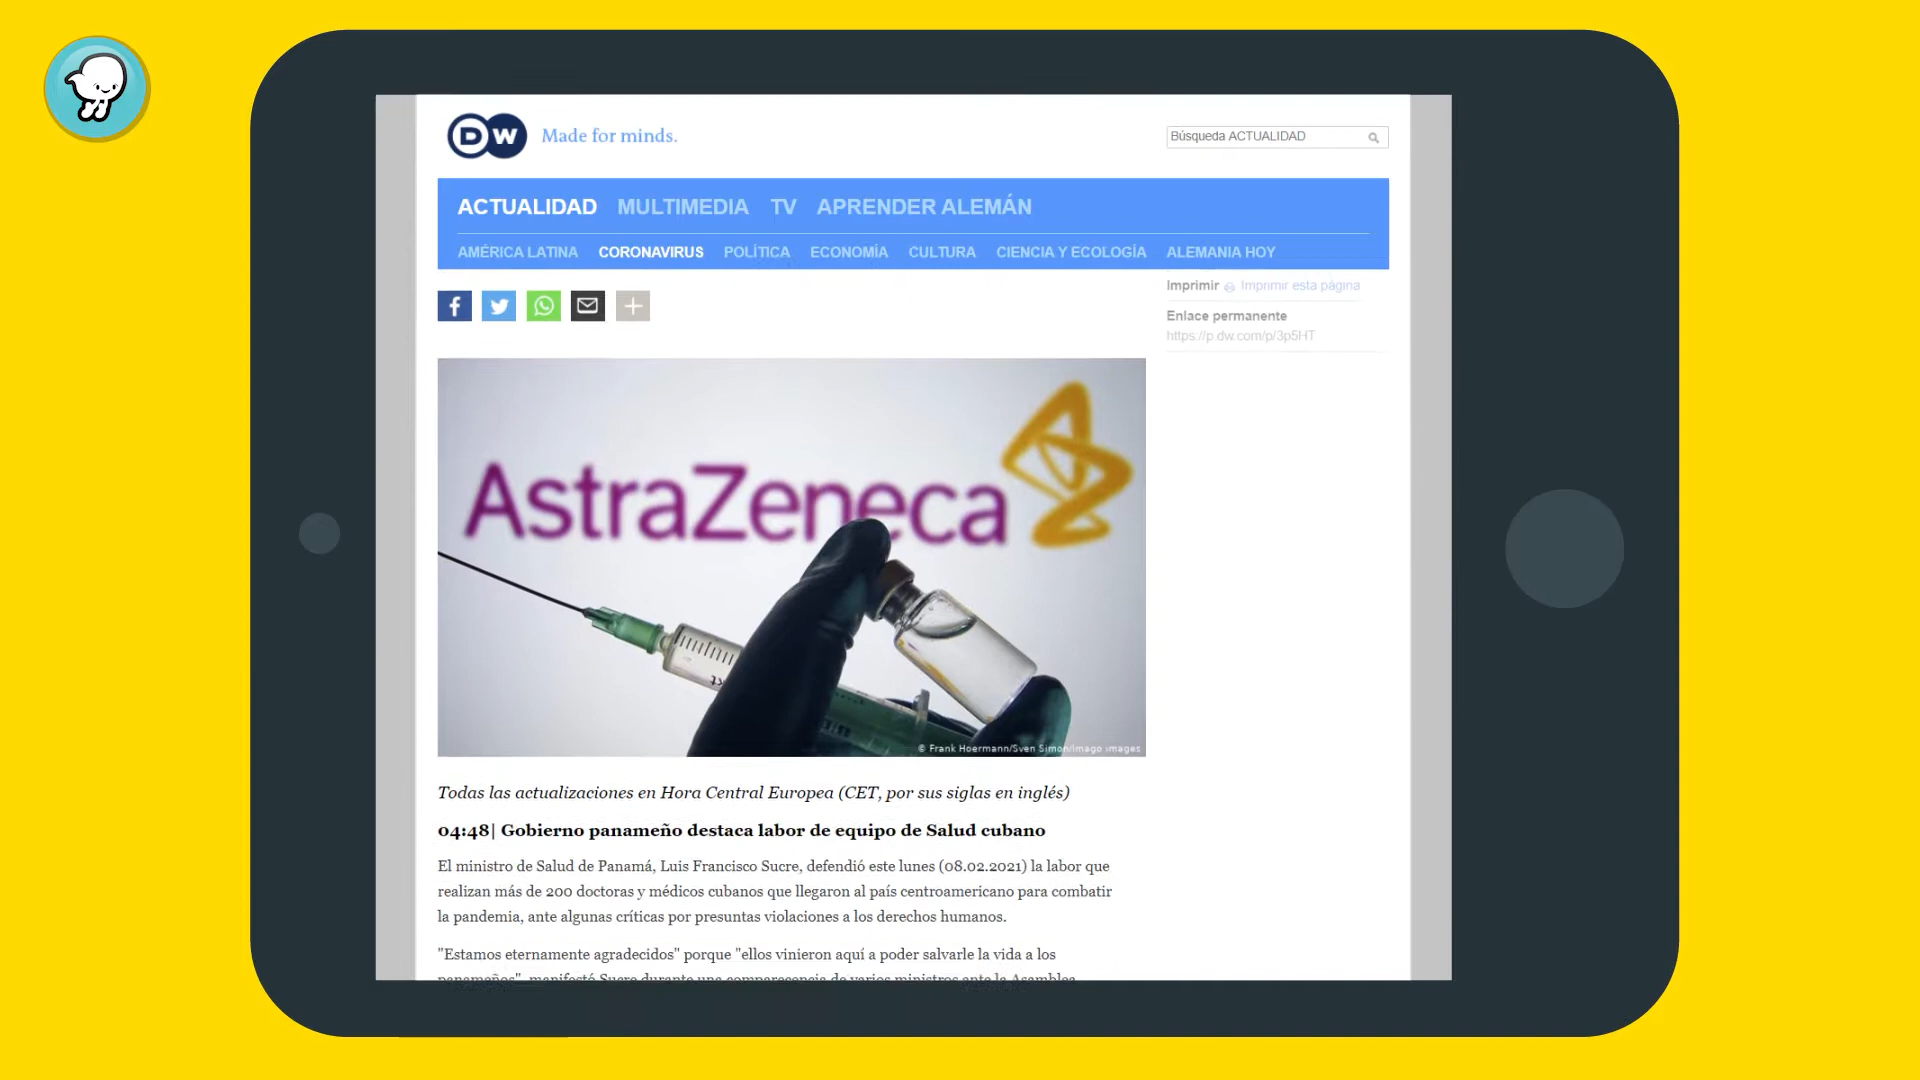 DW Made for minds.
Búsqueda ACTUALIDAD
ACTUALIDAD MULTIMEDIA TV APRENDER ALEMÁN
AMÉRICA LATINA CORONAVIRUS POLÍTICA ECONOMÍA CULTURA CIENCIA Y ECOLOGÍA ALEMANIA HOY
Imprimir Imprimir esta página
Enlace permanente
https://p.dw.com/p/3p5HT
AstraZeneca
© Frank Hoermann/Sven Simon/imago images
Todas las actualizaciones en Hora Central Europea (CET, por sus siglas en inglés)
04:48| Gobierno panameño destaca labor de equipo de Salud cubano
El ministro de Salud de Panamá, Luis Francisco Sucre, defendió este lunes (08.02.2021) la labor que
realizan más de 200 doctoras y médicos cubanos que llegaron al país centroamericano para combatir
la pandemia, ante algunas críticas por presuntas violaciones a los derechos humanos.
"Estamos eternamente agradecidos" porque "ellos vinieron aquí a poder salvarle la vida a los
panameños", manifestó Sucre durante una comparecencia de varios ministros ante la Asamblea